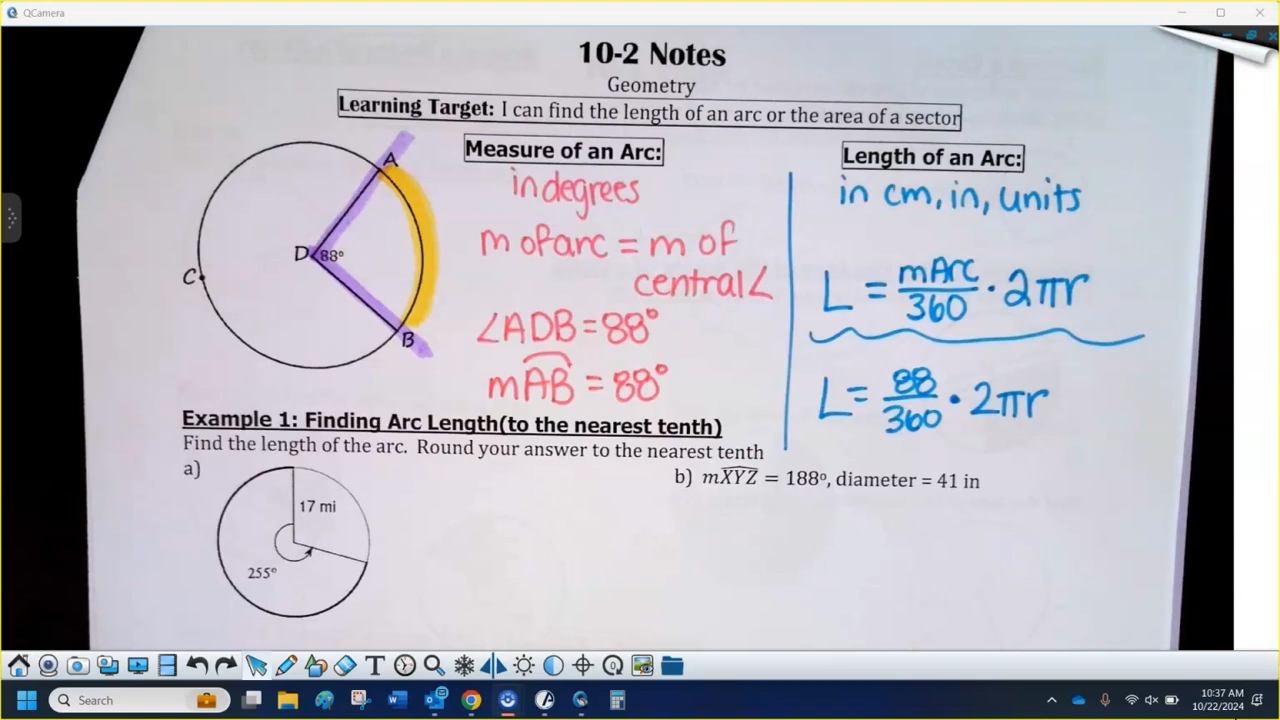 QCamera
10-2 Notes
Geometry
Learning Target: I can find the length of an arc or the area of a sector
A
D
88°
C
B
Measure of an Arc:
in degrees
m of arc = m of
central∠
∠ADB = 88°
m⌒AB = 88°
Length of an Arc:
in cm, in, units
L = mArc/360 · 2πr
L = 88/360 · 2πr
Example 1: Finding Arc Length(to the nearest tenth)
Find the length of the arc. Round your answer to the nearest tenth
a)
17 mi
255°
b) m⌒XYZ = 188°, diameter = 41 in
Search
10:37 AM
10/22/2024